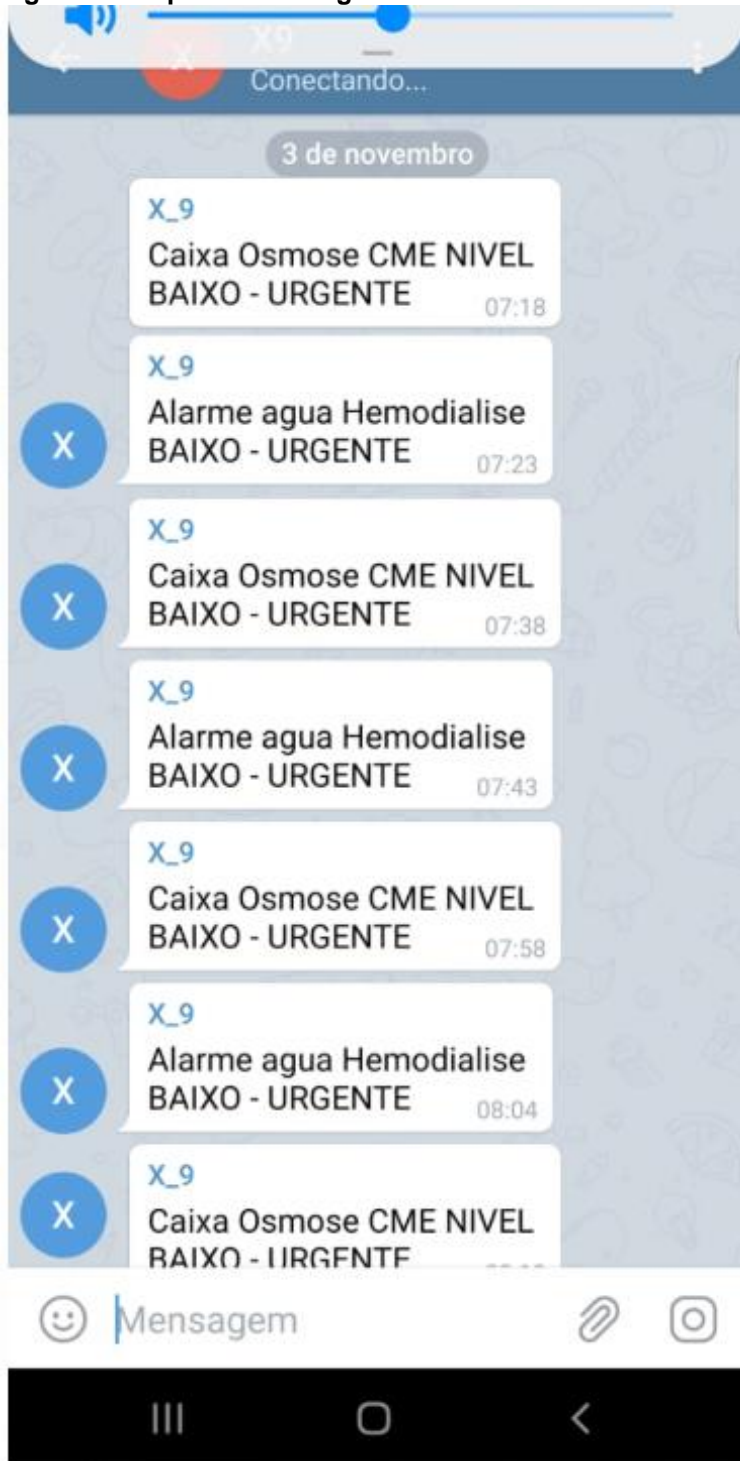 X9
Conectando...
3 de novembro
X_9
Caixa Osmose CME NIVEL
BAIXO - URGENTE 07:18
X_9
Alarme agua Hemodialise
X
BAIXO - URGENTE 07:23
X_9
Caixa Osmose CME NIVEL
X
BAIXO - URGENTE 07:38
X_9
Alarme agua Hemodialise
X
BAIXO - URGENTE 07:43
X_9
Caixa Osmose CME NIVEL
X
BAIXO - URGENTE 07:58
X_9
Alarme agua Hemodialise
X
BAIXO - URGENTE 08:04
X_9
X
Caixa Osmose CME NIVEL
BAIXO - URGENTE
Mensagem